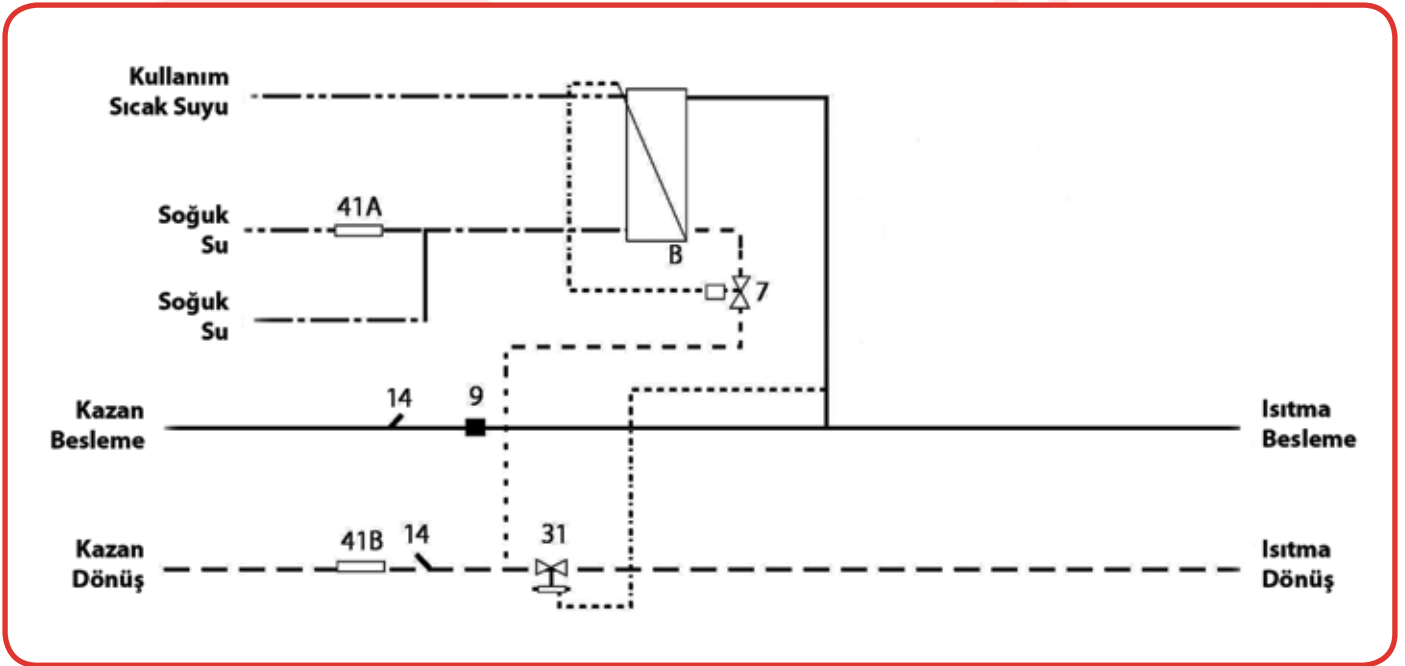 Kullanım
Sıcak Suyu
41A
Soğuk
Su
B
7
Soğuk
Su
14
9
Kazan
Besleme
Isıtma
Besleme
41B
14
31
Kazan
Dönüş
Isıtma
Dönüş